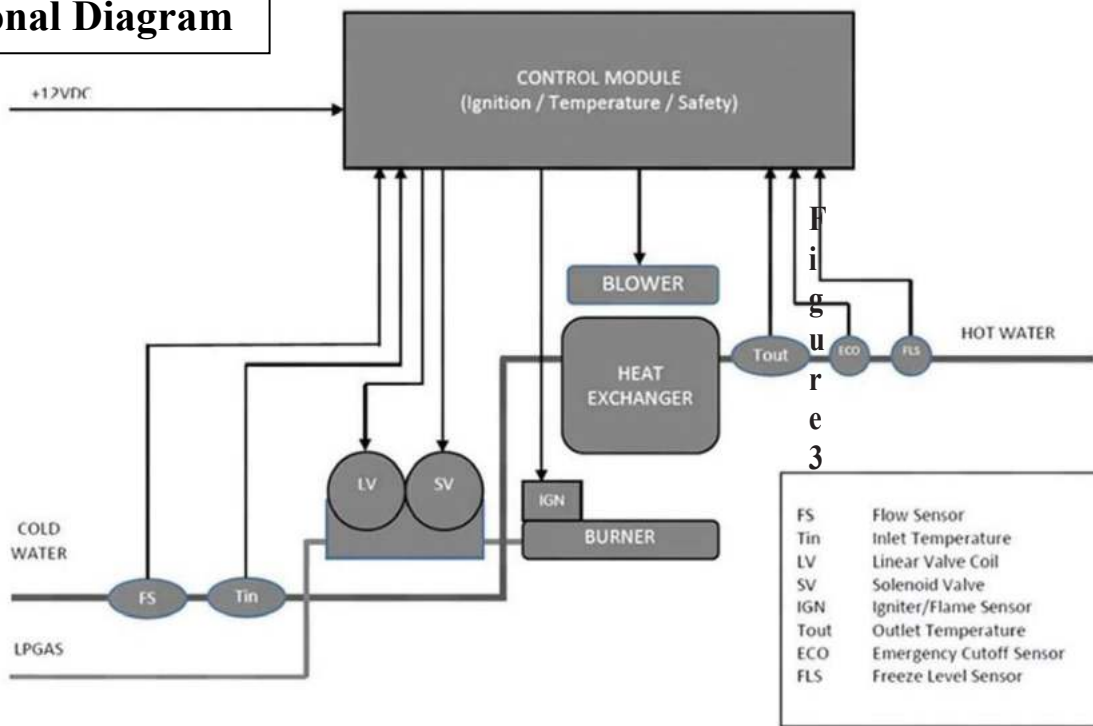 onal Diagram
+12VDC
CONTROL MODULE
(Ignition / Temperature / Safety)
BLOWER
HEAT
EXCHANGER
Tout
ECO
FLS
HOT WATER
Figure3
LV
SV
IGN
BURNER
COLD
WATER
FS
Tin
LPGAS
FS Flow Sensor
Tin Inlet Temperature
LV Linear Valve Coil
SV Solenoid Valve
IGN Igniter/Flame Sensor
Tout Outlet Temperature
ECO Emergency Cutoff Sensor
FLS Freeze Level Sensor